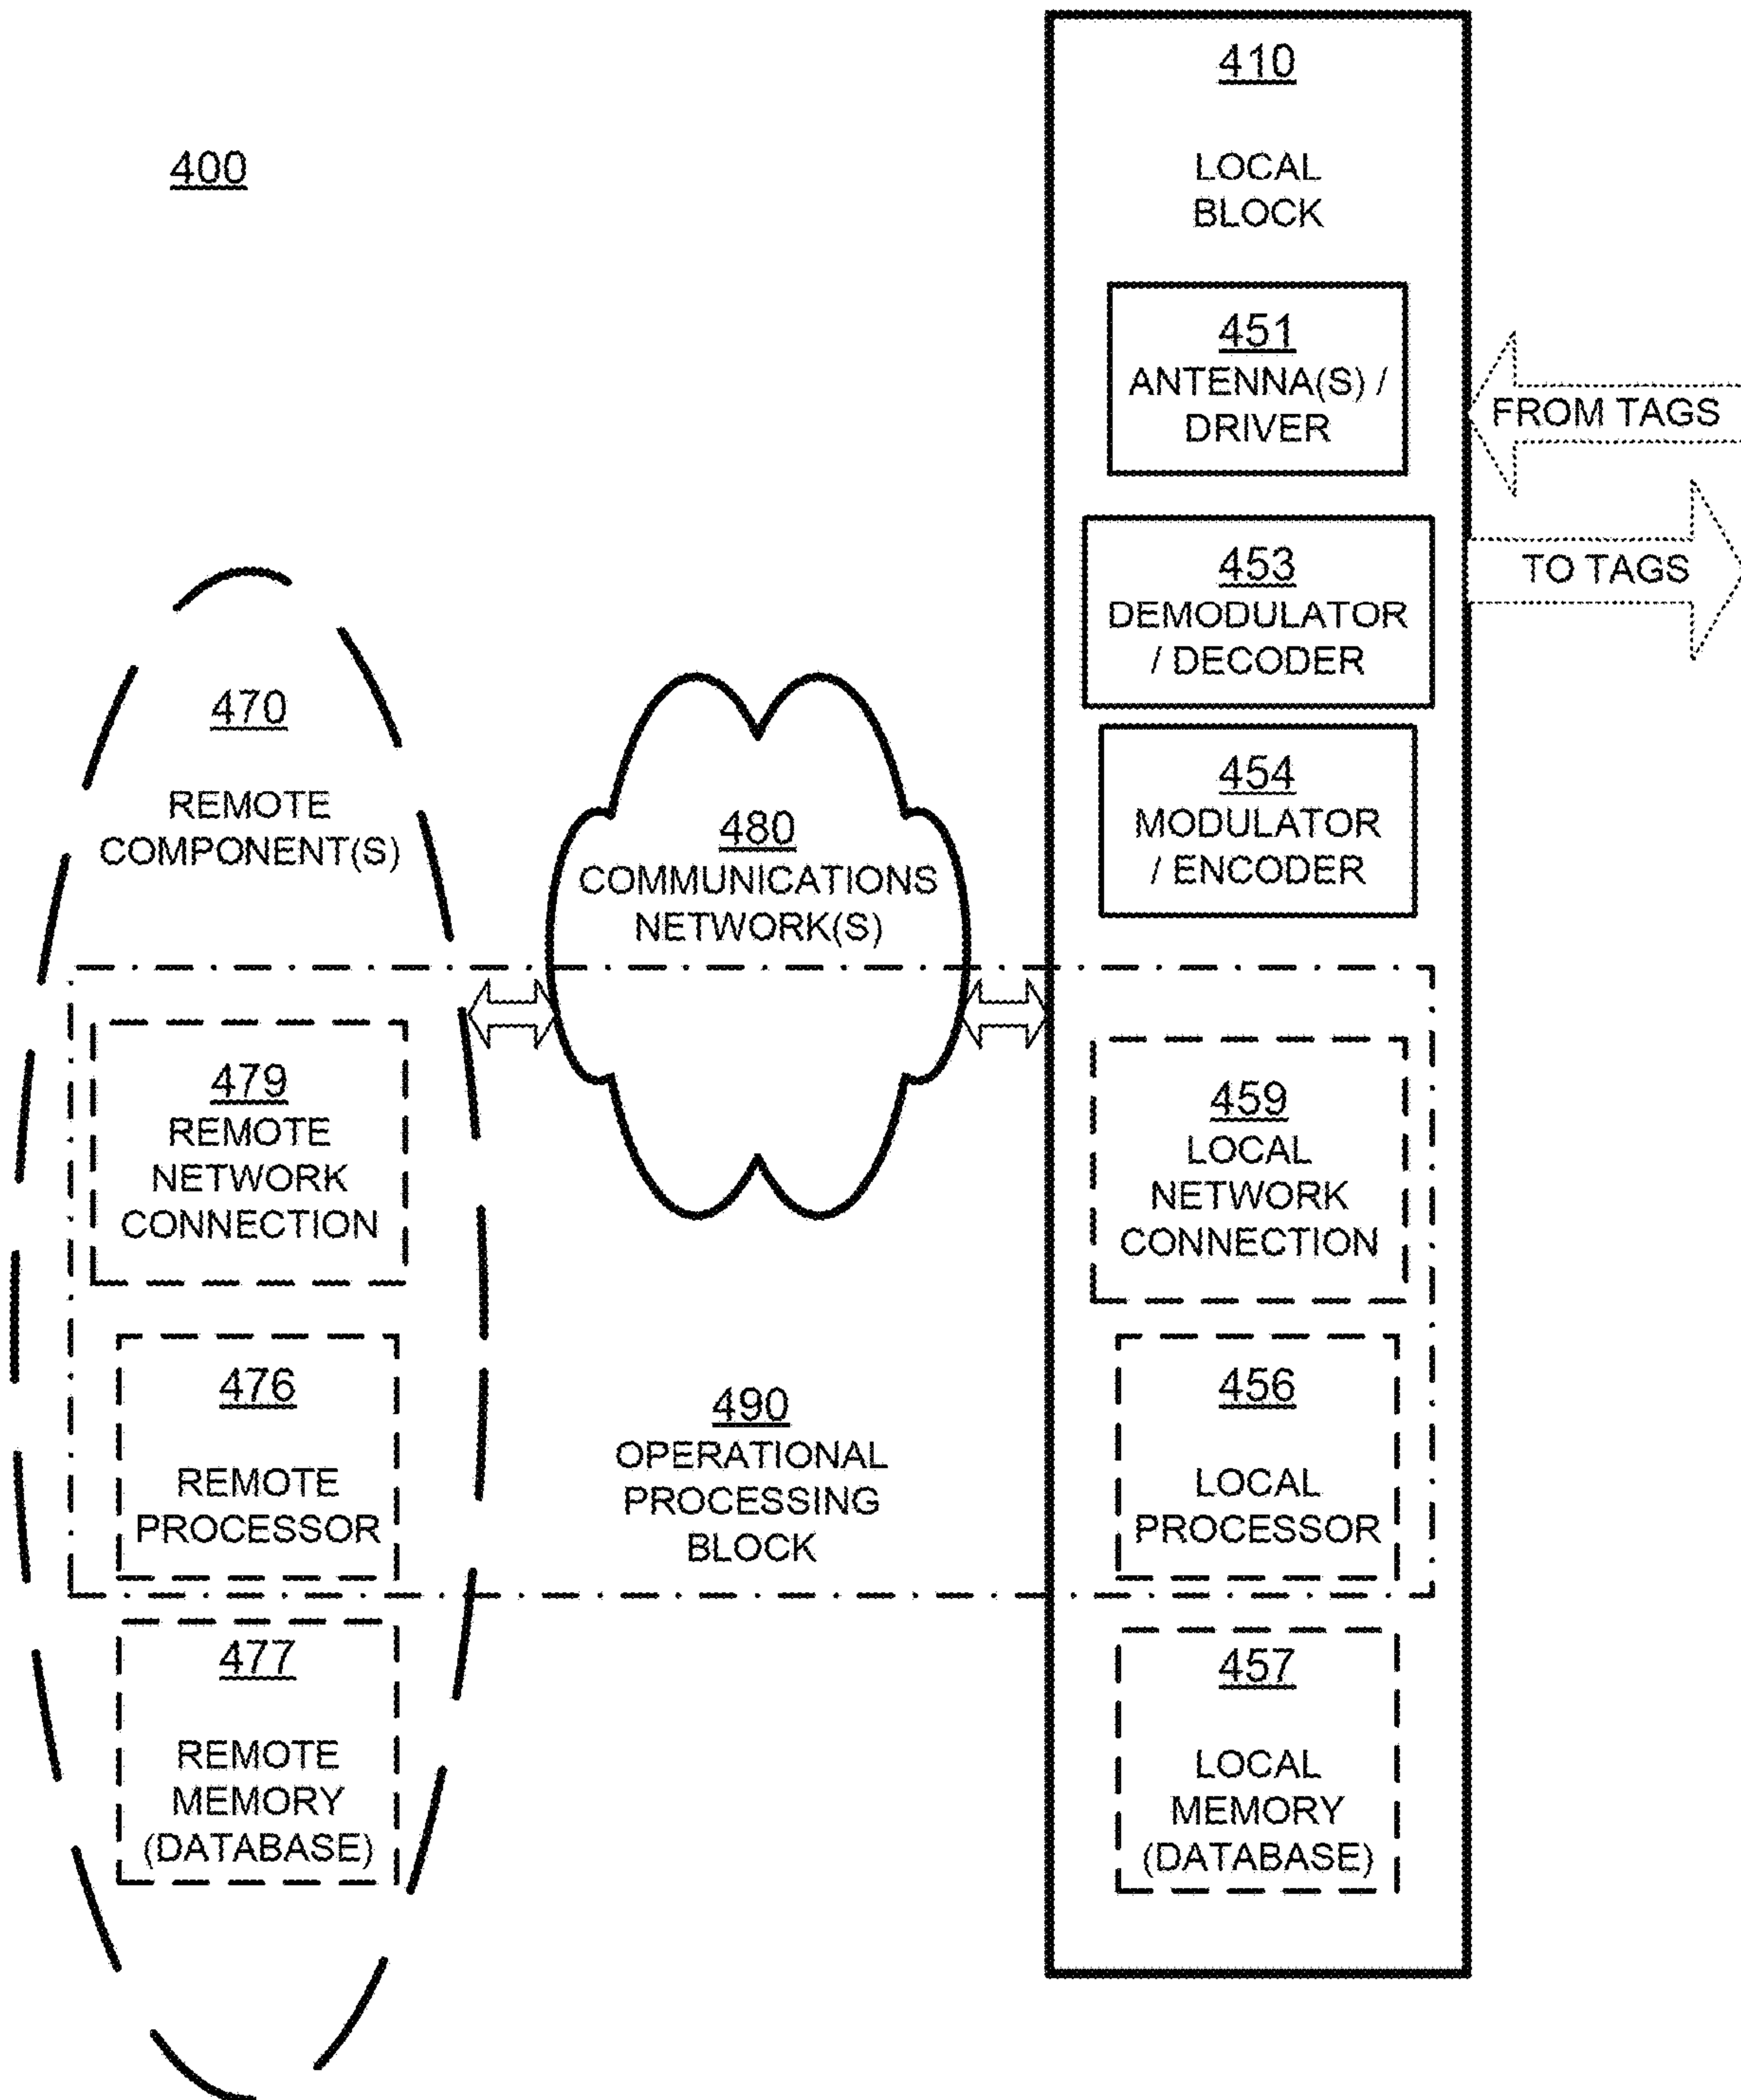 400
410
LOCAL
BLOCK
451
ANTENNA(S) /
DRIVER
FROM TAGS
TO TAGS
453
DEMODULATOR
/ DECODER
454
MODULATOR
/ ENCODER
470
REMOTE
COMPONENT(S)
480
COMMUNICATIONS
NETWORK(S)
479
REMOTE
NETWORK
CONNECTION
459
LOCAL
NETWORK
CONNECTION
476
REMOTE
PROCESSOR
490
OPERATIONAL
PROCESSING
BLOCK
456
LOCAL
PROCESSOR
477
REMOTE
MEMORY
(DATABASE)
457
LOCAL
MEMORY
(DATABASE)